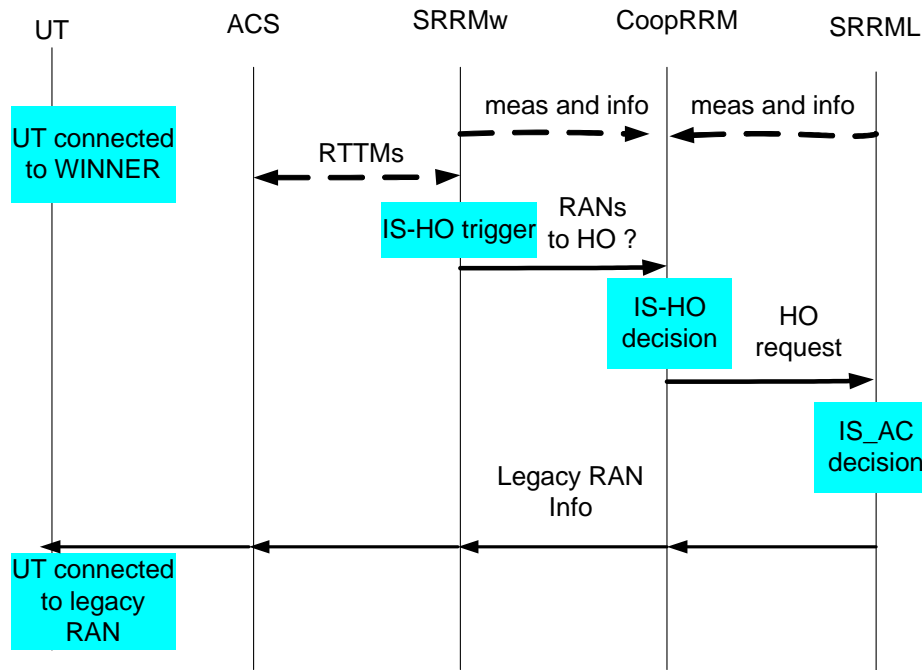 UT
ACS
SRRMw
CoopRRM
SRRML
meas and info
meas and info
UT connected
to WINNER
RTTMs
IS-HO trigger
RANs
to HO ?
IS-HO
decision
HO
request
IS_AC
decision
Legacy RAN
Info
UT connected
to legacy
RAN